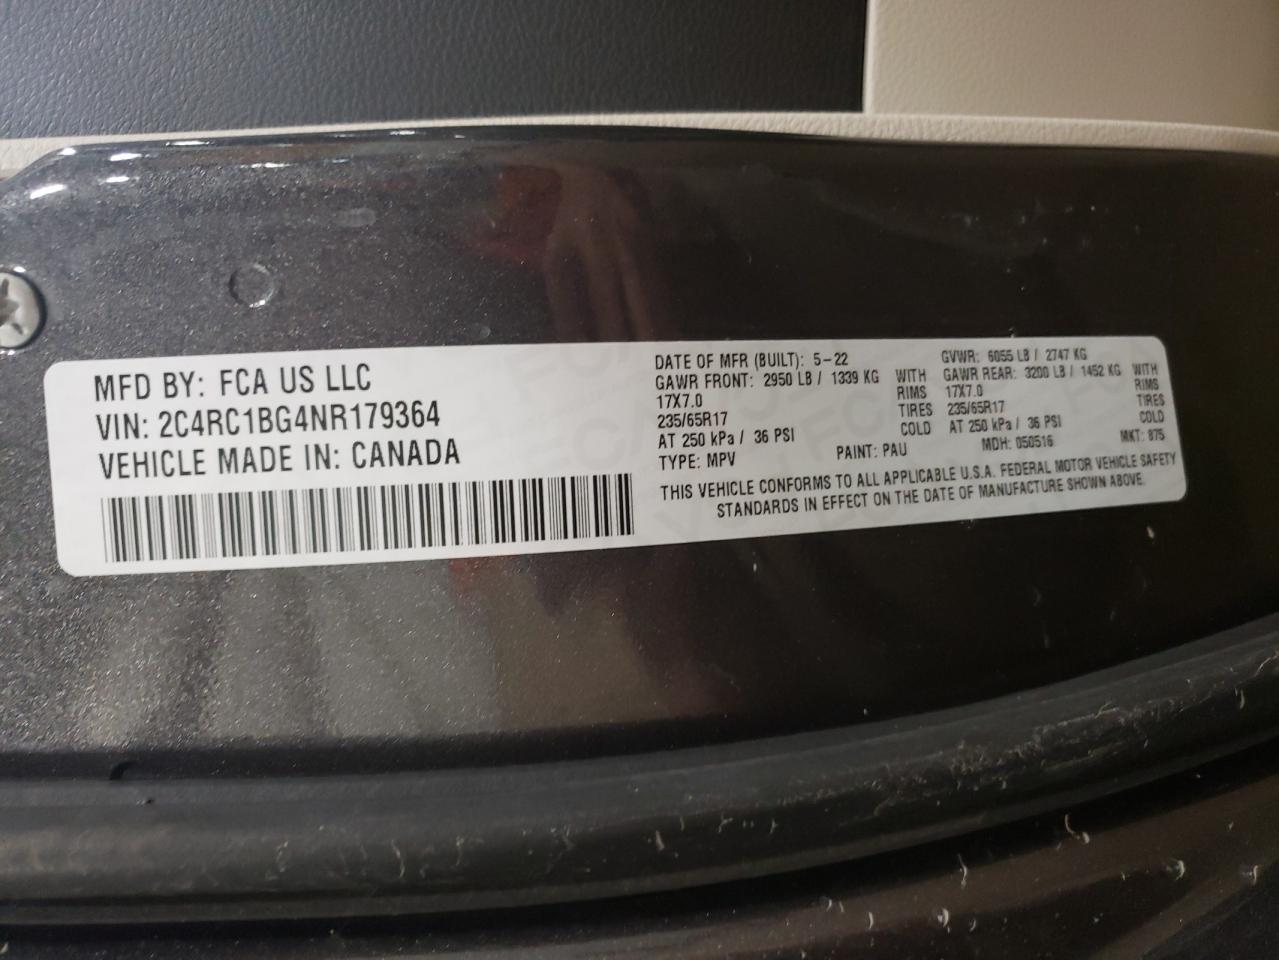 MFD BY: FCA US LLC
VIN: 2C4RC1BG4NR179364
VEHICLE MADE IN: CANADA
DATE OF MFR (BUILT): 5-22
GVWR: 6055 LB / 2747 KG
GAWR FRONT: 2950 LB / 1339 KG WITH
17X7.0 RIMS
235/65R17 TIRES
AT 250 kPa / 36 PSI COLD
GAWR REAR: 3200 LB / 1452 KG WITH
17X7.0 RIMS
235/65R17 TIRES
AT 250 kPa / 36 PSI COLD
TYPE: MPV PAINT: PAU MDH: 050516 MKT: 875
THIS VEHICLE CONFORMS TO ALL APPLICABLE U.S.A. FEDERAL MOTOR VEHICLE SAFETY
STANDARDS IN EFFECT ON THE DATE OF MANUFACTURE SHOWN ABOVE.